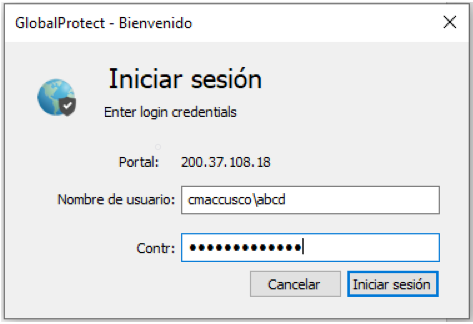 GlobalProtect - Bienvenido
Iniciar sesión
Enter login credentials
Portal: 200.37.108.18
Nombre de usuario: cmaccusco\abcd
Contr: •••••••••••••
Cancelar Iniciar sesión